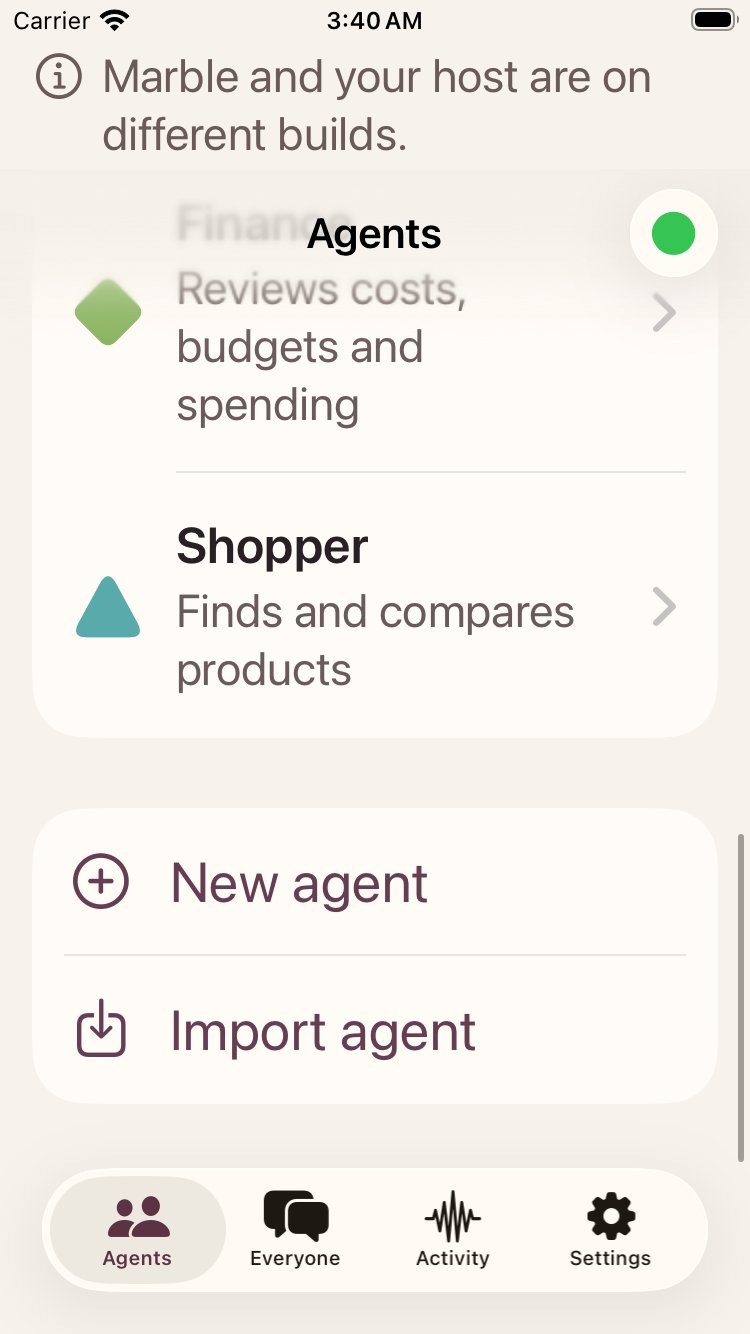 Carrier
3:40 AM
Marble and your host are on
different builds.
Finance
Agents
Reviews costs,
budgets and
spending
Shopper
Finds and compares
products
New agent
Import agent
Agents
Everyone
Activity
Settings